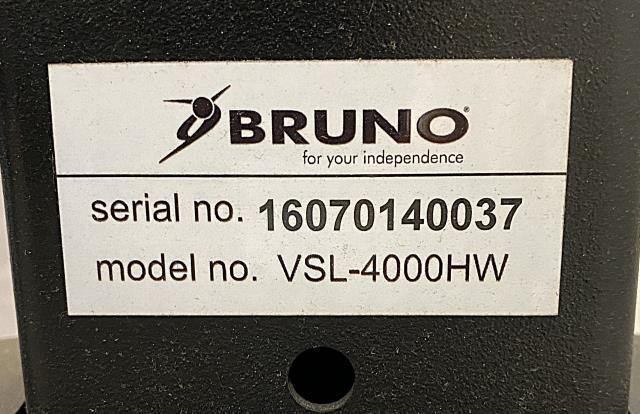 BRUNO®
for your independence
serial no. 16070140037
model no. VSL-4000HW